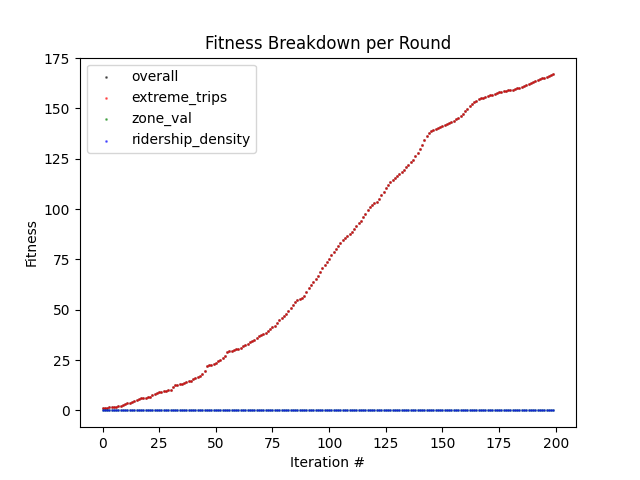 Fitness Breakdown per Round
175
overall
extreme_trips
zone_val
ridership_density
150
125
100
75
50
25
0
Fitness
0 25 50 75 100 125 150 175 200
Iteration #